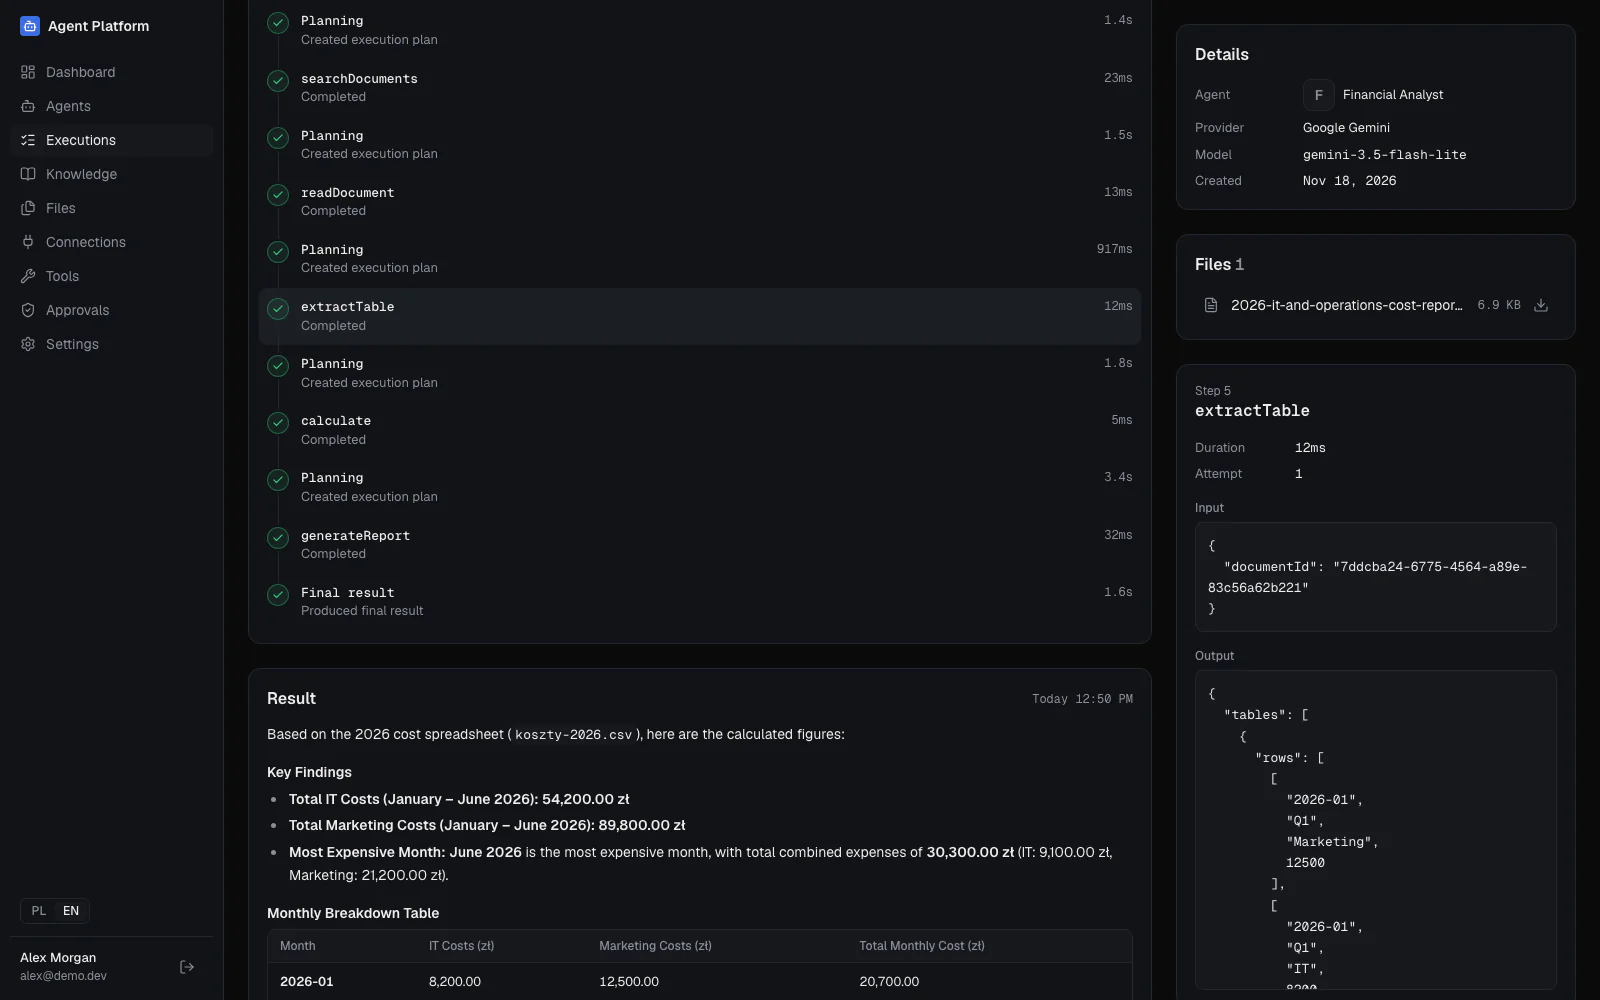 Agent Platform
Dashboard
Agents
Executions
Knowledge
Files
Connections
Tools
Approvals
Settings
PL EN
Alex Morgan
alex@demo.dev
Planning 1.4s
Created execution plan
searchDocuments 23ms
Completed
Planning 1.5s
Created execution plan
readDocument 13ms
Completed
Planning 917ms
Created execution plan
extractTable 12ms
Completed
Planning 1.8s
Created execution plan
calculate 5ms
Completed
Planning 3.4s
Created execution plan
generateReport 32ms
Completed
Final result 1.6s
Produced final result
Result Today 12:50 PM
Based on the 2026 cost spreadsheet ( koszty-2026.csv ), here are the calculated figures:
Key Findings
Total IT Costs (January – June 2026): 54,200.00 zł
Total Marketing Costs (January – June 2026): 89,800.00 zł
Most Expensive Month: June 2026 is the most expensive month, with total combined expenses of 30,300.00 zł (IT: 9,100.00 zł,
Marketing: 21,200.00 zł).
Monthly Breakdown Table
Month IT Costs (zł) Marketing Costs (zł) Total Monthly Cost (zł)
2026-01 8,200.00 12,500.00 20,700.00
Details
Agent F Financial Analyst
Provider Google Gemini
Model gemini-3.5-flash-lite
Created Nov 18, 2026
Files 1
2026-it-and-operations-cost-repor... 6.9 KB
Step 5
extractTable
Duration 12ms
Attempt 1
Input
{
"documentId": "7ddcba24-6775-4564-a89e-
83c56a62b221"
}
Output
{
"tables": [
{
"rows": [
[
"2026-01",
"Q1",
"Marketing",
12500
],
[
"2026-01",
"Q1",
"IT",
8200